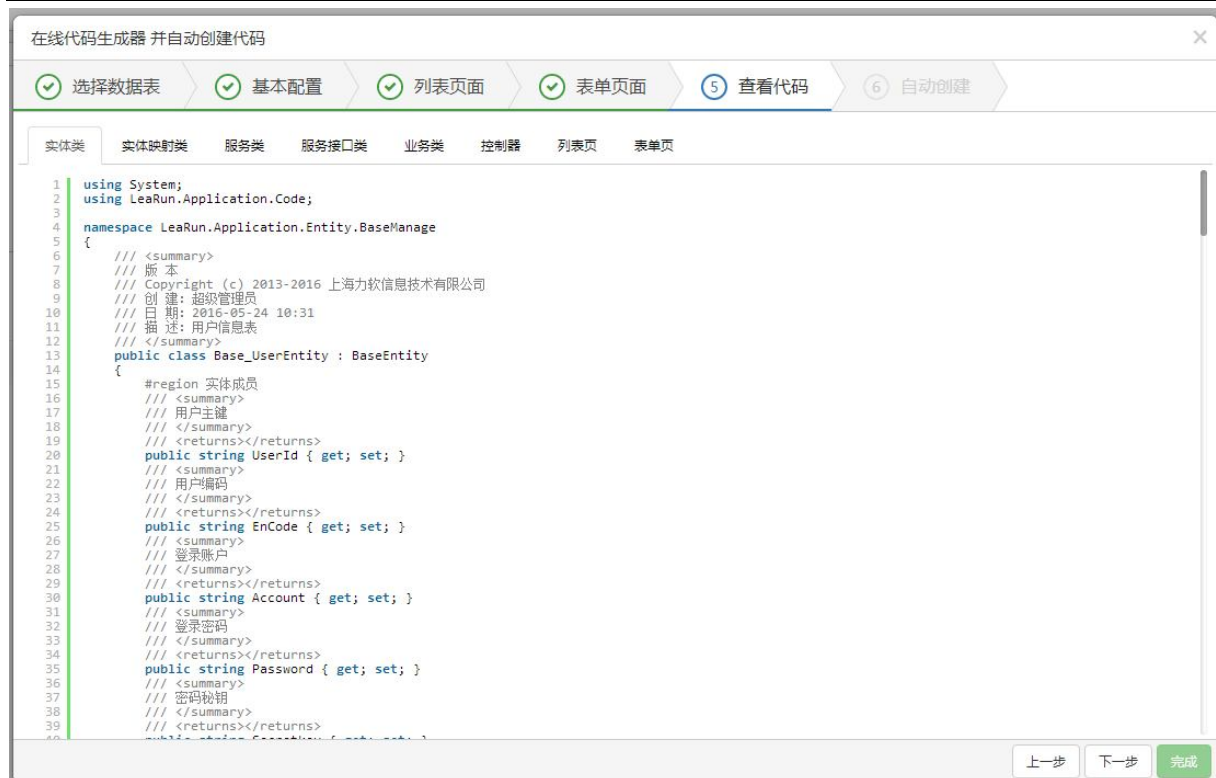 在线代码生成器 并自动创建代码
×
选择数据表 基本配置 列表页面 表单页面 5 查看代码 6 自动创建
实体类 实体映射类 服务类 服务接口类 业务类 控制器 列表页 表单页
1 using System;
2 using LeaRun.Application.Code;
3
4 namespace LeaRun.Application.Entity.BaseManage
5 {
6 /// <summary>
7 /// 版 本
8 /// Copyright (c) 2013-2016 上海力软信息技术有限公司
9 /// 创 建：超级管理员
10 /// 日 期：2016-05-24 10:31
11 /// 描 述：用户信息表
12 /// </summary>
13 public class Base_UserEntity : BaseEntity
14 {
15 #region 实体成员
16 /// <summary>
17 /// 用户主键
18 /// </summary>
19 /// <returns></returns>
20 public string UserId { get; set; }
21 /// <summary>
22 /// 用户编码
23 /// </summary>
24 /// <returns></returns>
25 public string EnCode { get; set; }
26 /// <summary>
27 /// 登录账户
28 /// </summary>
29 /// <returns></returns>
30 public string Account { get; set; }
31 /// <summary>
32 /// 登录密码
33 /// </summary>
34 /// <returns></returns>
35 public string Password { get; set; }
36 /// <summary>
37 /// 密码秘钥
38 /// </summary>
39 /// <returns></returns>
上一步 下一步 完成